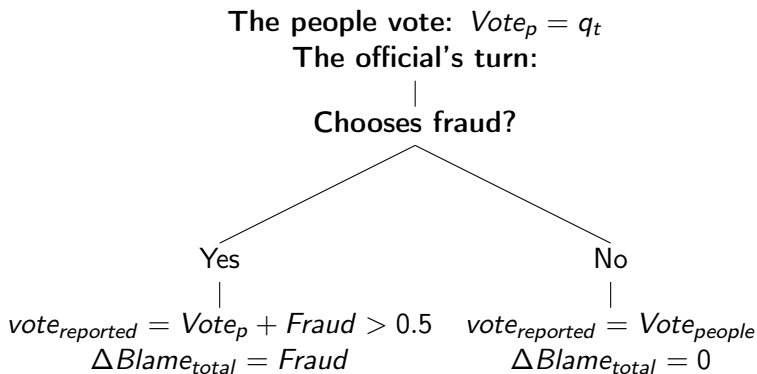 The people vote: Vote_p = q_t
The official's turn:
Chooses fraud?
Yes
No
vote_reported = Vote_p + Fraud > 0.5
vote_reported = Vote_people
ΔBlame_total = Fraud
ΔBlame_total = 0